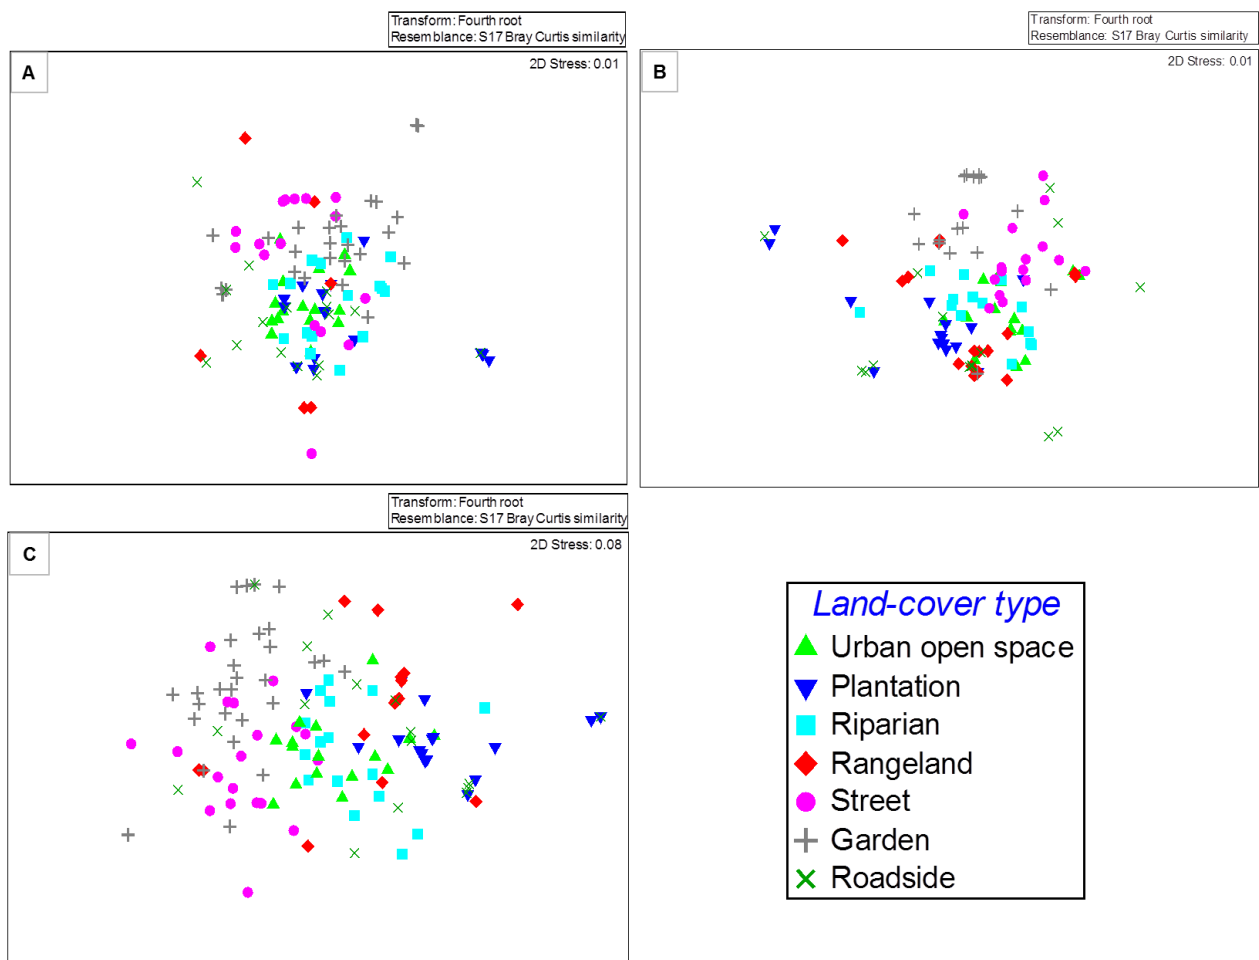 Transform: Fourth root
Resemblance: S17 Bray Curtis similarity
A
2D Stress: 0.01
Transform: Fourth root
Resemblance: S17 Bray Curtis similarity
B
2D Stress: 0.01
Transform: Fourth root
Resemblance: S17 Bray Curtis similarity
C
2D Stress: 0.08
Land-cover type
Urban open space
Plantation
Riparian
Rangeland
Street
Garden
Roadside